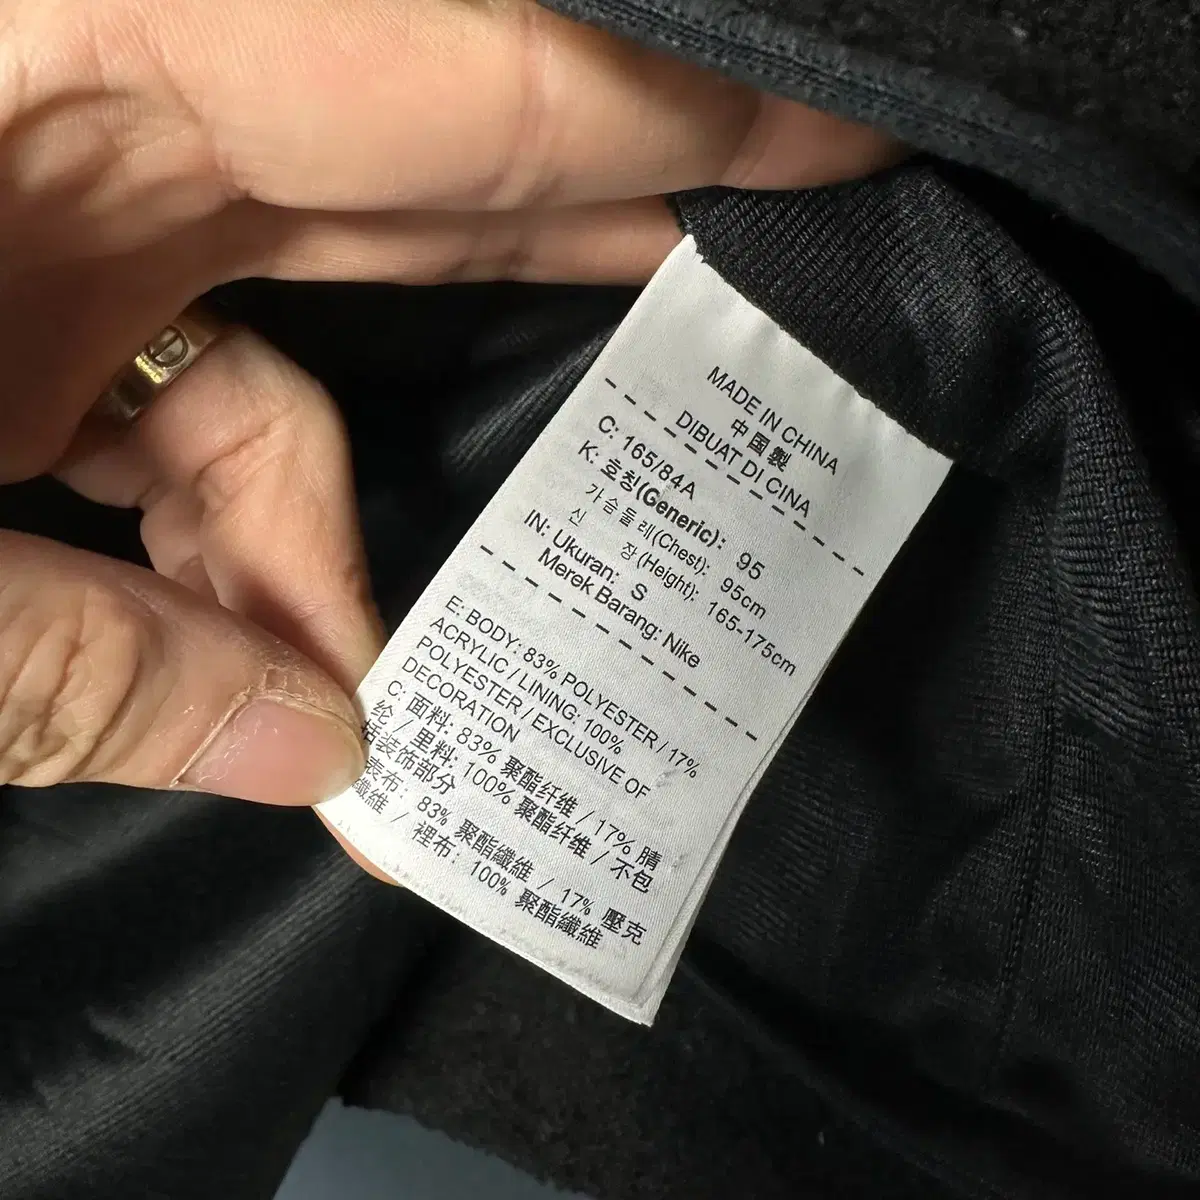 MADE IN CHINA
中国製
DIBUAT DI CINA
C: 165/84A
K: 호칭(Generic): 95
가슴둘레(Chest): 95cm
신 장(Height): 165-175cm
IN: Ukuran: S
Merek Barang: Nike
E: BODY: 83% POLYESTER / 17%
ACRYLIC / LINING: 100%
POLYESTER / EXCLUSIVE OF
DECORATION
C: 面料: 83% 聚酯纤维 / 17% 腈
纶 / 里料: 100% 聚酯纤维 / 不包
括装饰部分
表布: 83% 聚酯纖維 / 17% 壓克
纖維 / 裡布: 100% 聚酯纖維